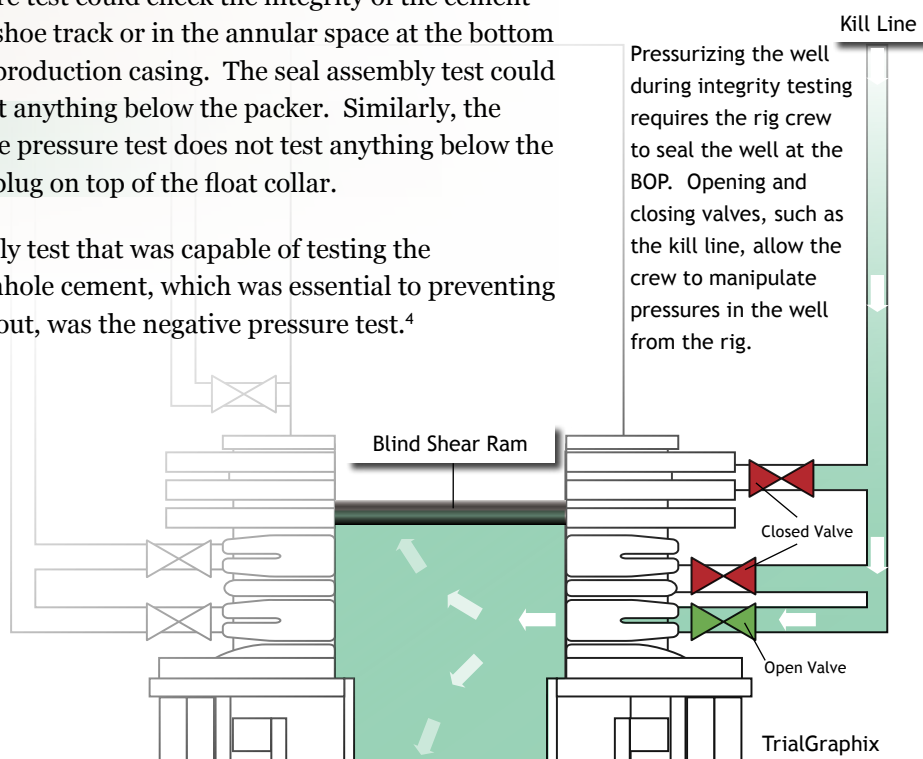 re test could check the integrity of the cement
shoe track or in the annular space at the bottom
production casing.  The seal assembly test could
t anything below the packer.  Similarly, the
e pressure test does not test anything below the
plug on top of the float collar.
ly test that was capable of testing the
hole cement, which was essential to preventing
out, was the negative pressure test.⁴
Kill Line
Pressurizing the well
during integrity testing
requires the rig crew
to seal the well at the
BOP.  Opening and
closing valves, such as
the kill line, allow the
crew to manipulate
pressures in the well
from the rig.
Blind Shear Ram
Closed Valve
Open Valve
TrialGraphix